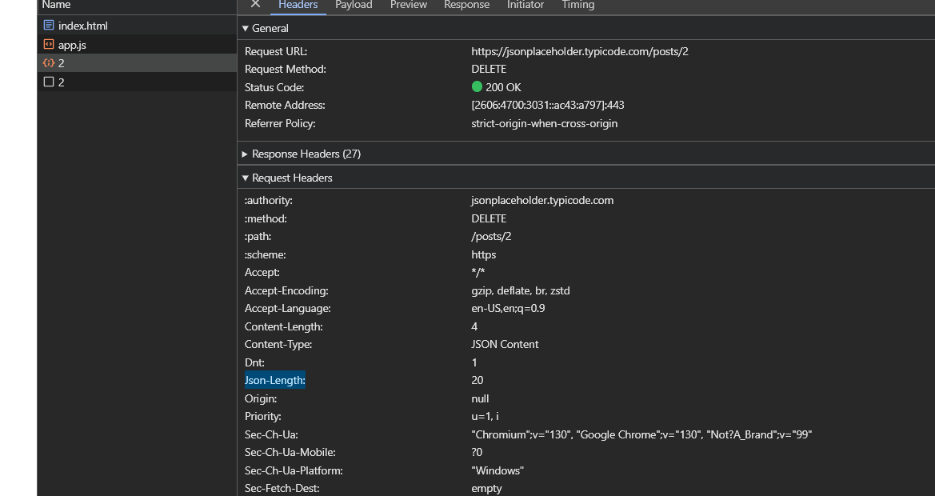 Name
Headers Payload Preview Response Initiator Timing
index.html
app.js
2
2
General
Request URL: https://jsonplaceholder.typicode.com/posts/2
Request Method: DELETE
Status Code: 200 OK
Remote Address: [2606:4700:3031::ac43:a797]:443
Referrer Policy: strict-origin-when-cross-origin
Response Headers (27)
Request Headers
:authority: jsonplaceholder.typicode.com
:method: DELETE
:path: /posts/2
:scheme: https
Accept: */*
Accept-Encoding: gzip, deflate, br, zstd
Accept-Language: en-US,en;q=0.9
Content-Length: 4
Content-Type: JSON Content
Dnt: 1
Json-Length: 20
Origin: null
Priority: u=1, i
Sec-Ch-Ua: "Chromium";v="130", "Google Chrome";v="130", "Not?A_Brand";v="99"
Sec-Ch-Ua-Mobile: ?0
Sec-Ch-Ua-Platform: "Windows"
Sec-Fetch-Dest: empty